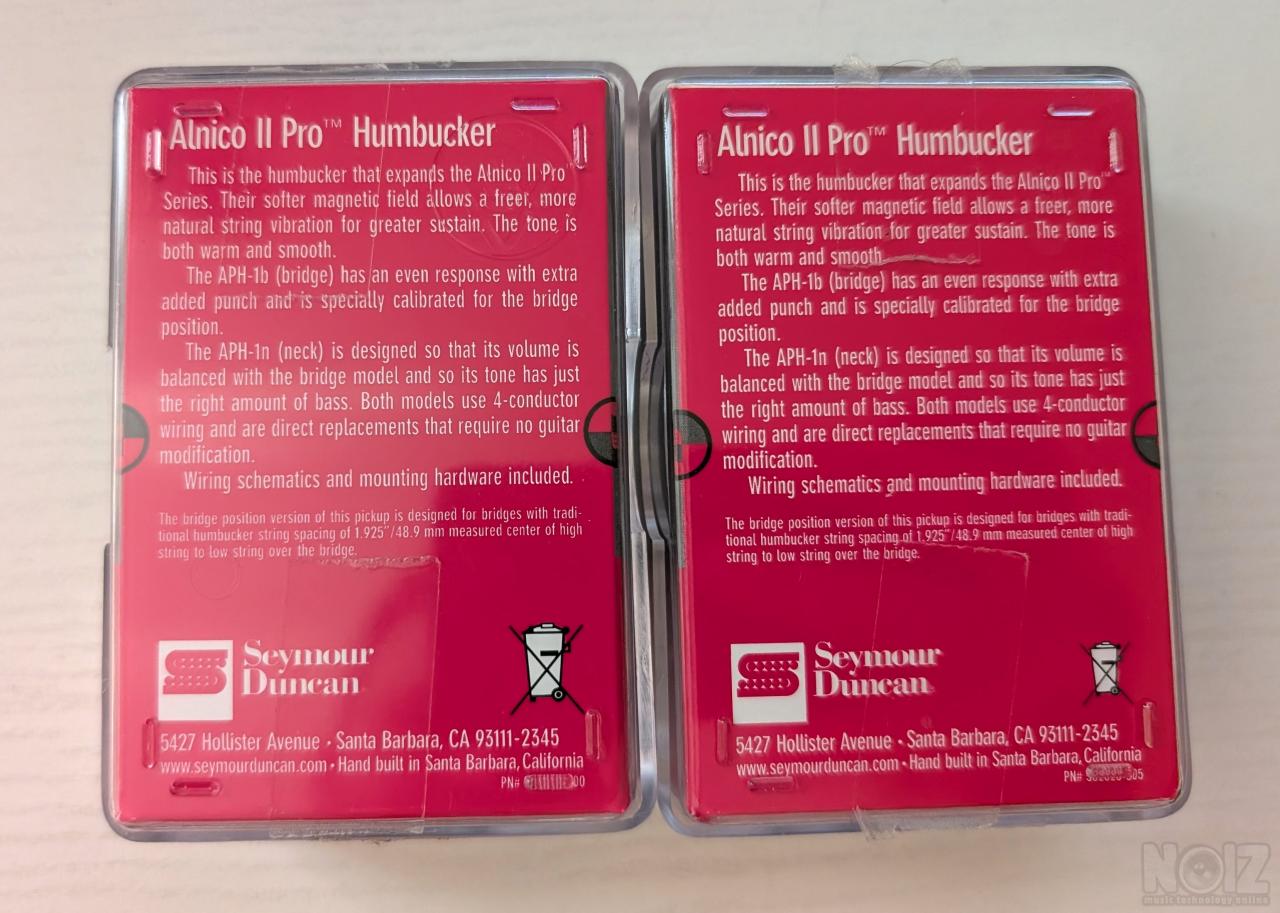 Alnico II Pro™ Humbucker
This is the humbucker that expands the Alnico II Pro™
Series. Their softer magnetic field allows a freer, more
natural string vibration for greater sustain. The tone is
both warm and smooth.
The APH-1b (bridge) has an even response with extra
added punch and is specially calibrated for the bridge
position.
The APH-1n (neck) is designed so that its volume is
balanced with the bridge model and so its tone has just
the right amount of bass. Both models use 4-conductor
wiring and are direct replacements that require no guitar
modification.
Wiring schematics and mounting hardware included.
The bridge position version of this pickup is designed for bridges with tradi-
tional humbucker string spacing of 1.925"/48.9 mm measured center of high
string to low string over the bridge.
Seymour
Duncan
5427 Hollister Avenue • Santa Barbara, CA 93111-2345
www.seymourduncan.com • Hand built in Santa Barbara, California
PN# 00
Alnico II Pro™ Humbucker
This is the humbucker that expands the Alnico II Pro™
Series. Their softer magnetic field allows a freer, more
natural string vibration for greater sustain. The tone is
both warm and smooth.
The APH-1b (bridge) has an even response with extra
added punch and is specially calibrated for the bridge
position.
The APH-1n (neck) is designed so that its volume is
balanced with the bridge model and so its tone has just
the right amount of bass. Both models use 4-conductor
wiring and are direct replacements that require no guitar
modification.
Wiring schematics and mounting hardware included.
The bridge position version of this pickup is designed for bridges with tradi-
tional humbucker string spacing of 1.925"/48.9 mm measured center of high
string to low string over the bridge.
Seymour
Duncan
5427 Hollister Avenue • Santa Barbara, CA 93111-2345
www.seymourduncan.com • Hand built in Santa Barbara, California
PN# 05
NOIZ
music technology online